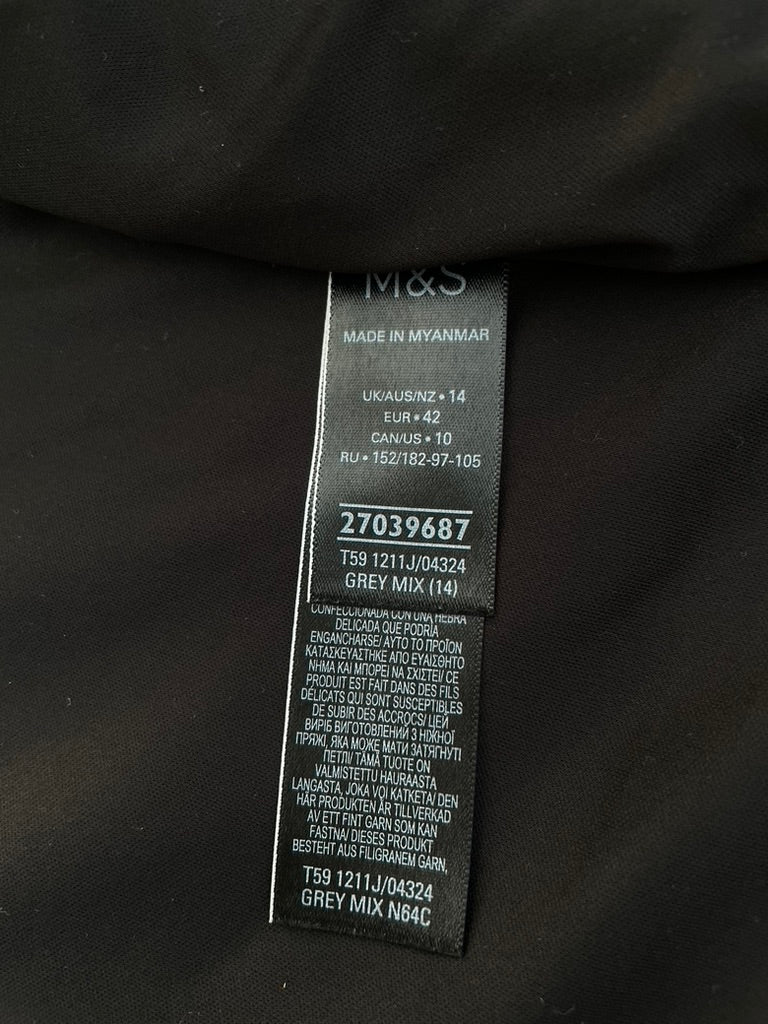 M&S
MADE IN MYANMAR
UK/AUS/NZ • 14
EUR • 42
CAN/US • 10
RU • 152/182-97-105
27039687
T59 1211J/04324
GREY MIX (14)
CONFECCIONADA CON UNA HEBRA
DELICADA QUE PODRÍA
ENGANCHARSE/ ΑΥΤΟ ΤΟ ΠΡΟΪΟΝ
ΚΑΤΑΣΚΕΥΑΣΤΗΚΕ ΑΠΟ ΕΥΑΙΣΘΗΤΟ
ΝΗΜΑ ΚΑΙ ΜΠΟΡΕΙ ΝΑ ΣΧΙΣΤΕΙ/ CE
PRODUIT EST FAIT DANS DES FILS
DÉLICATS QUI SONT SUSCEPTIBLES
DE SUBIR DES ACCROCS/ ЦЕЙ
ВИРІБ ВИГОТОВЛЕНИЙ З НІЖНОЇ
ПРЯЖІ, ЯКА МОЖЕ МАТИ ЗАТЯГНУТІ
ПЕТЛІ/ TÄMÄ TUOTE ON
VALMISTETTU HAURAASTA
LANGASTA, JOKA VOI KATKETA/ DEN
HÄR PRODUKTEN ÄR TILLVERKAD
AV ETT FINT GARN SOM KAN
FASTNA/ DIESES PRODUKT
BESTEHT AUS FILIGRANEM GARN,
T59 1211J/04324
GREY MIX N64C